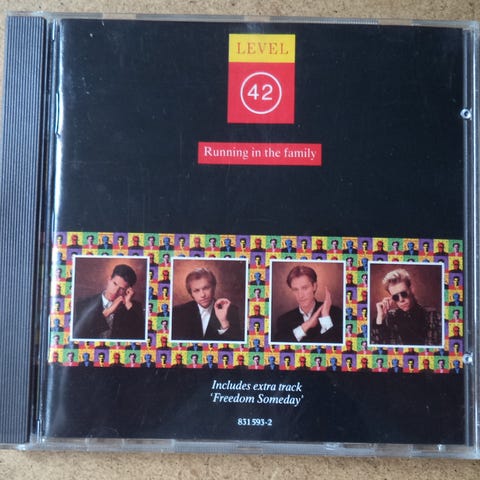 LEVEL
42
Running in the family
Includes extra track
'Freedom Someday'
831 593-2